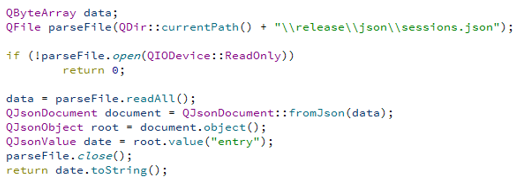 QByteArray data;
QFile parseFile(QDir::currentPath() + "\\release\\json\\sessions.json");
if (!parseFile.open(QIODevice::ReadOnly))
return 0;
data = parseFile.readAll();
QJsonDocument document = QJsonDocument::fromJson(data);
QJsonObject root = document.object();
QJsonValue date = root.value("entry");
parseFile.close();
return date.toString();